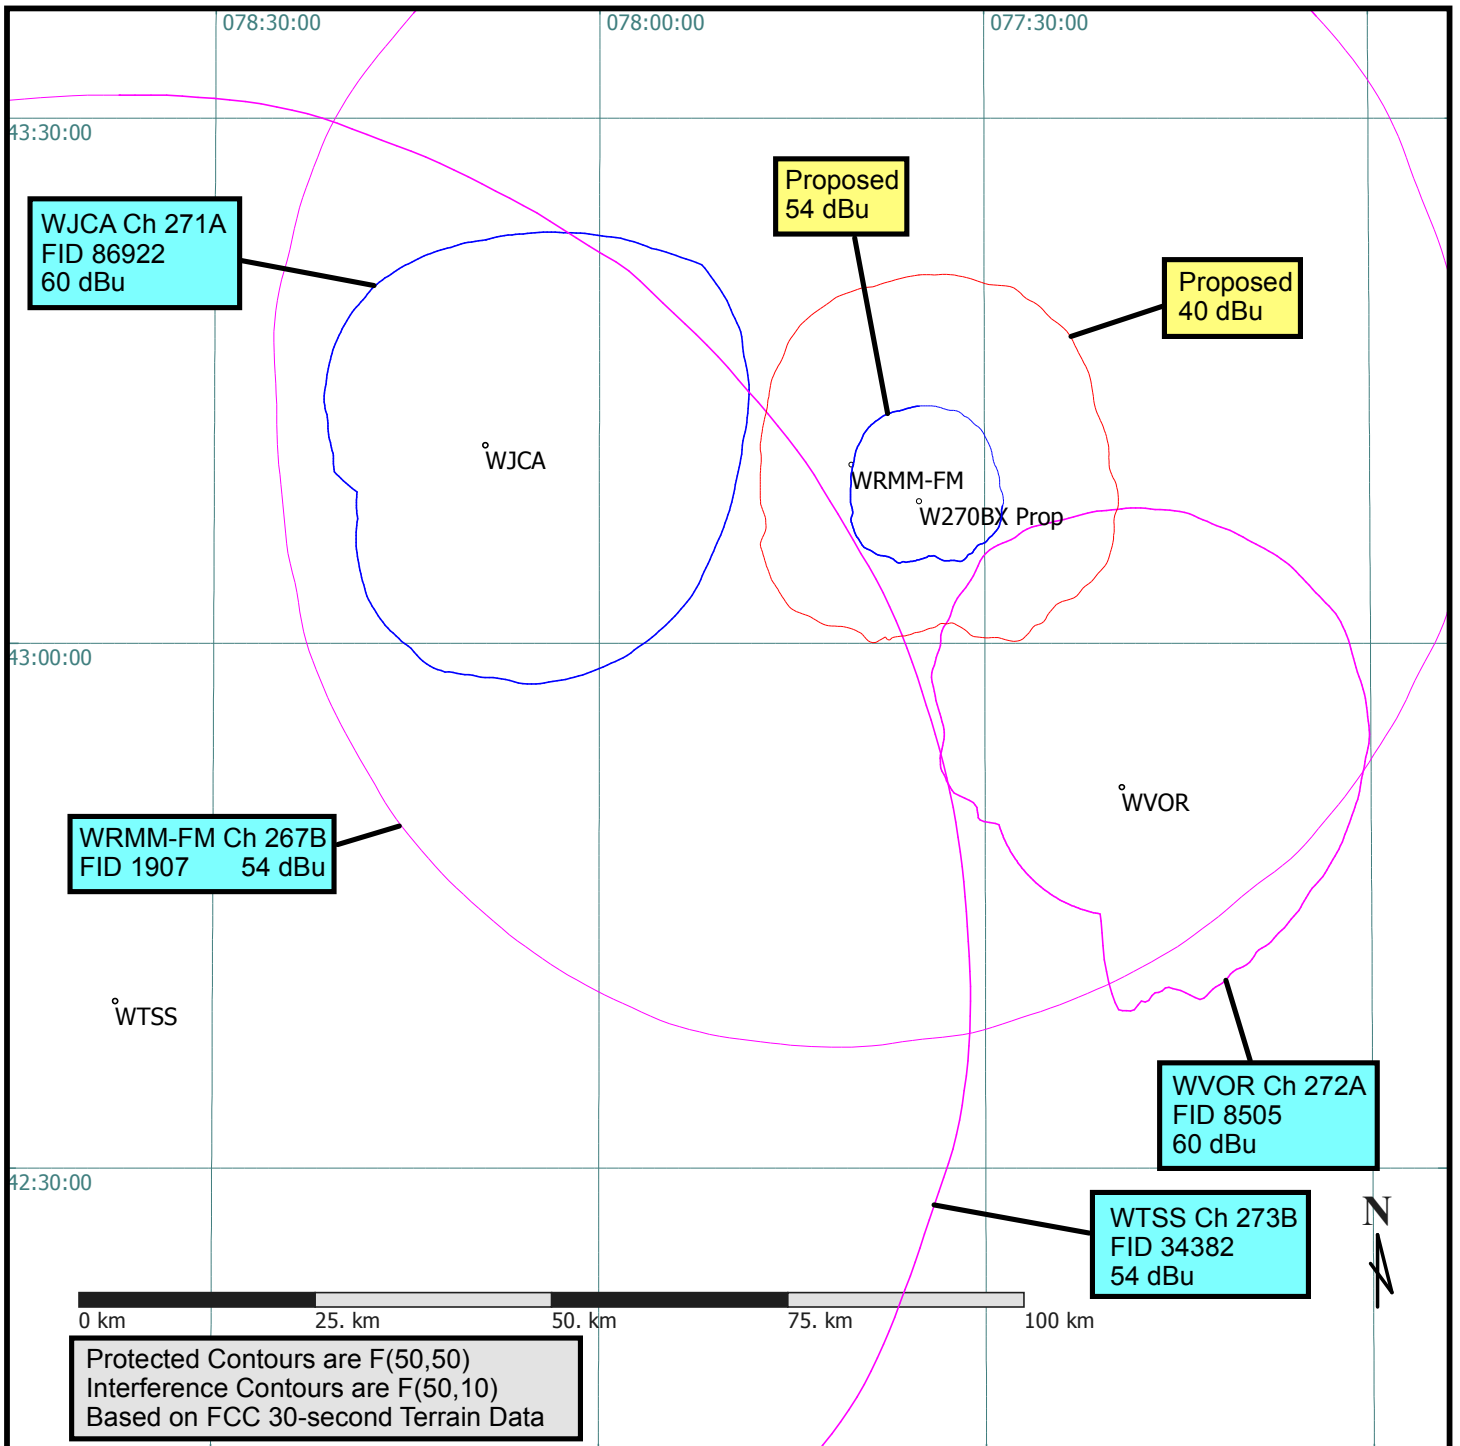 078:30:00
078:00:00
077:30:00
43:30:00
Proposed
54 dBu
WJCA Ch 271A
FID 86922
60 dBu
Proposed
40 dBu
WJCA
WRMM-FM
W270BX Prop
43:00:00
WVOR
WRMM-FM Ch 267B
FID 1907 54 dBu
WTSS
WVOR Ch 272A
FID 8505
60 dBu
42:30:00
WTSS Ch 273B
FID 34382
54 dBu
N
0 km
25. km
50. km
75. km
100 km
Protected Contours are F(50,50)
Interference Contours are F(50,10)
Based on FCC 30-second Terrain Data